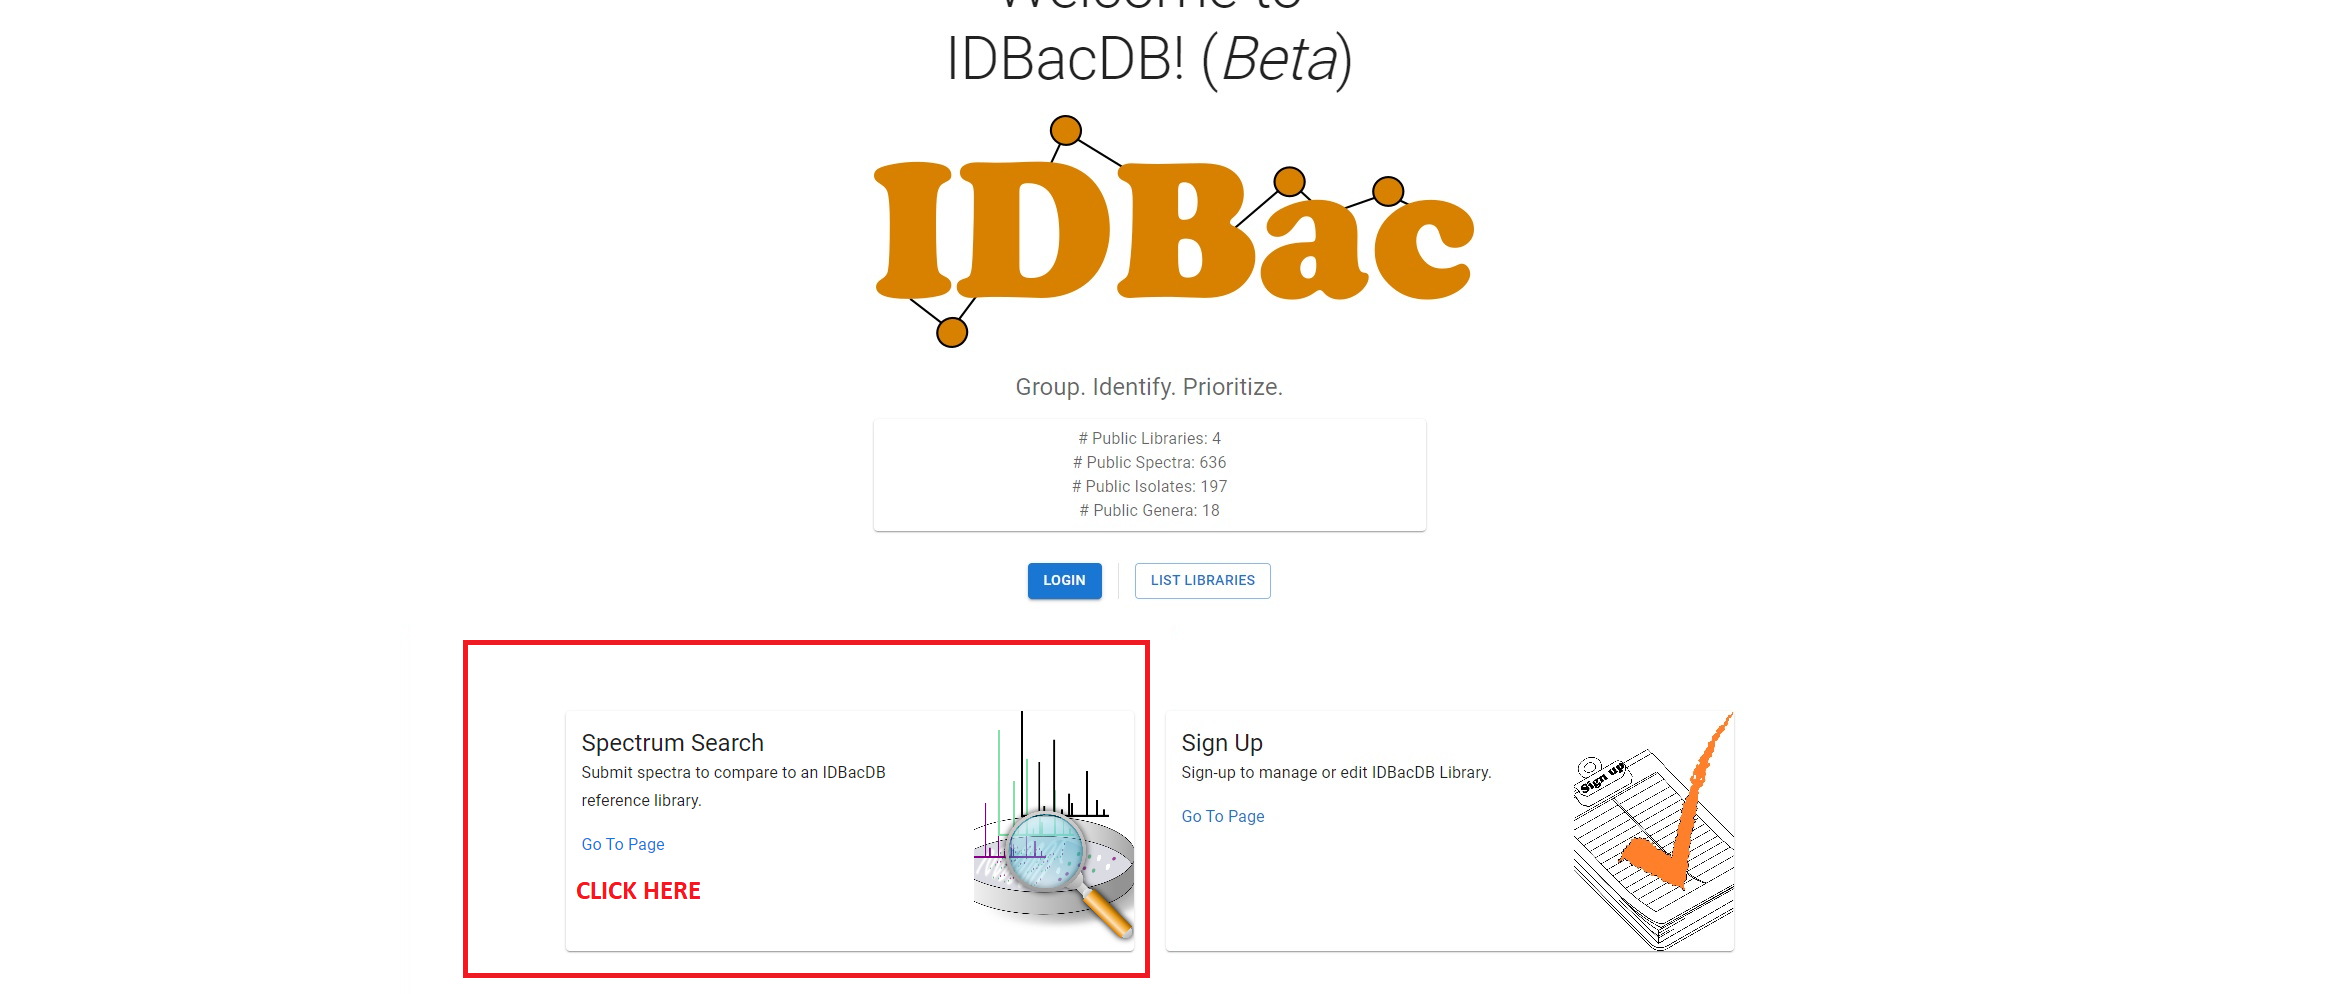 Welcome to
IDBacDB! (Beta)
IDBac
Group. Identify. Prioritize.
# Public Libraries: 4
# Public Spectra: 636
# Public Isolates: 197
# Public Genera: 18
LOGIN
LIST LIBRARIES
Spectrum Search
Submit spectra to compare to an IDBacDB
reference library.
Go To Page
CLICK HERE
Sign Up
Sign-up to manage or edit IDBacDB Library.
Go To Page
Sign up